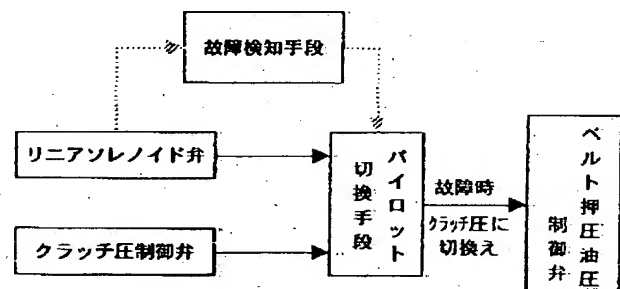 故障検知手段
リニアソレノイド弁
クラッチ圧制御弁
パイロット
切換手段
故障時
クラッチ圧に
切換え
ベルト押圧油圧
制御弁